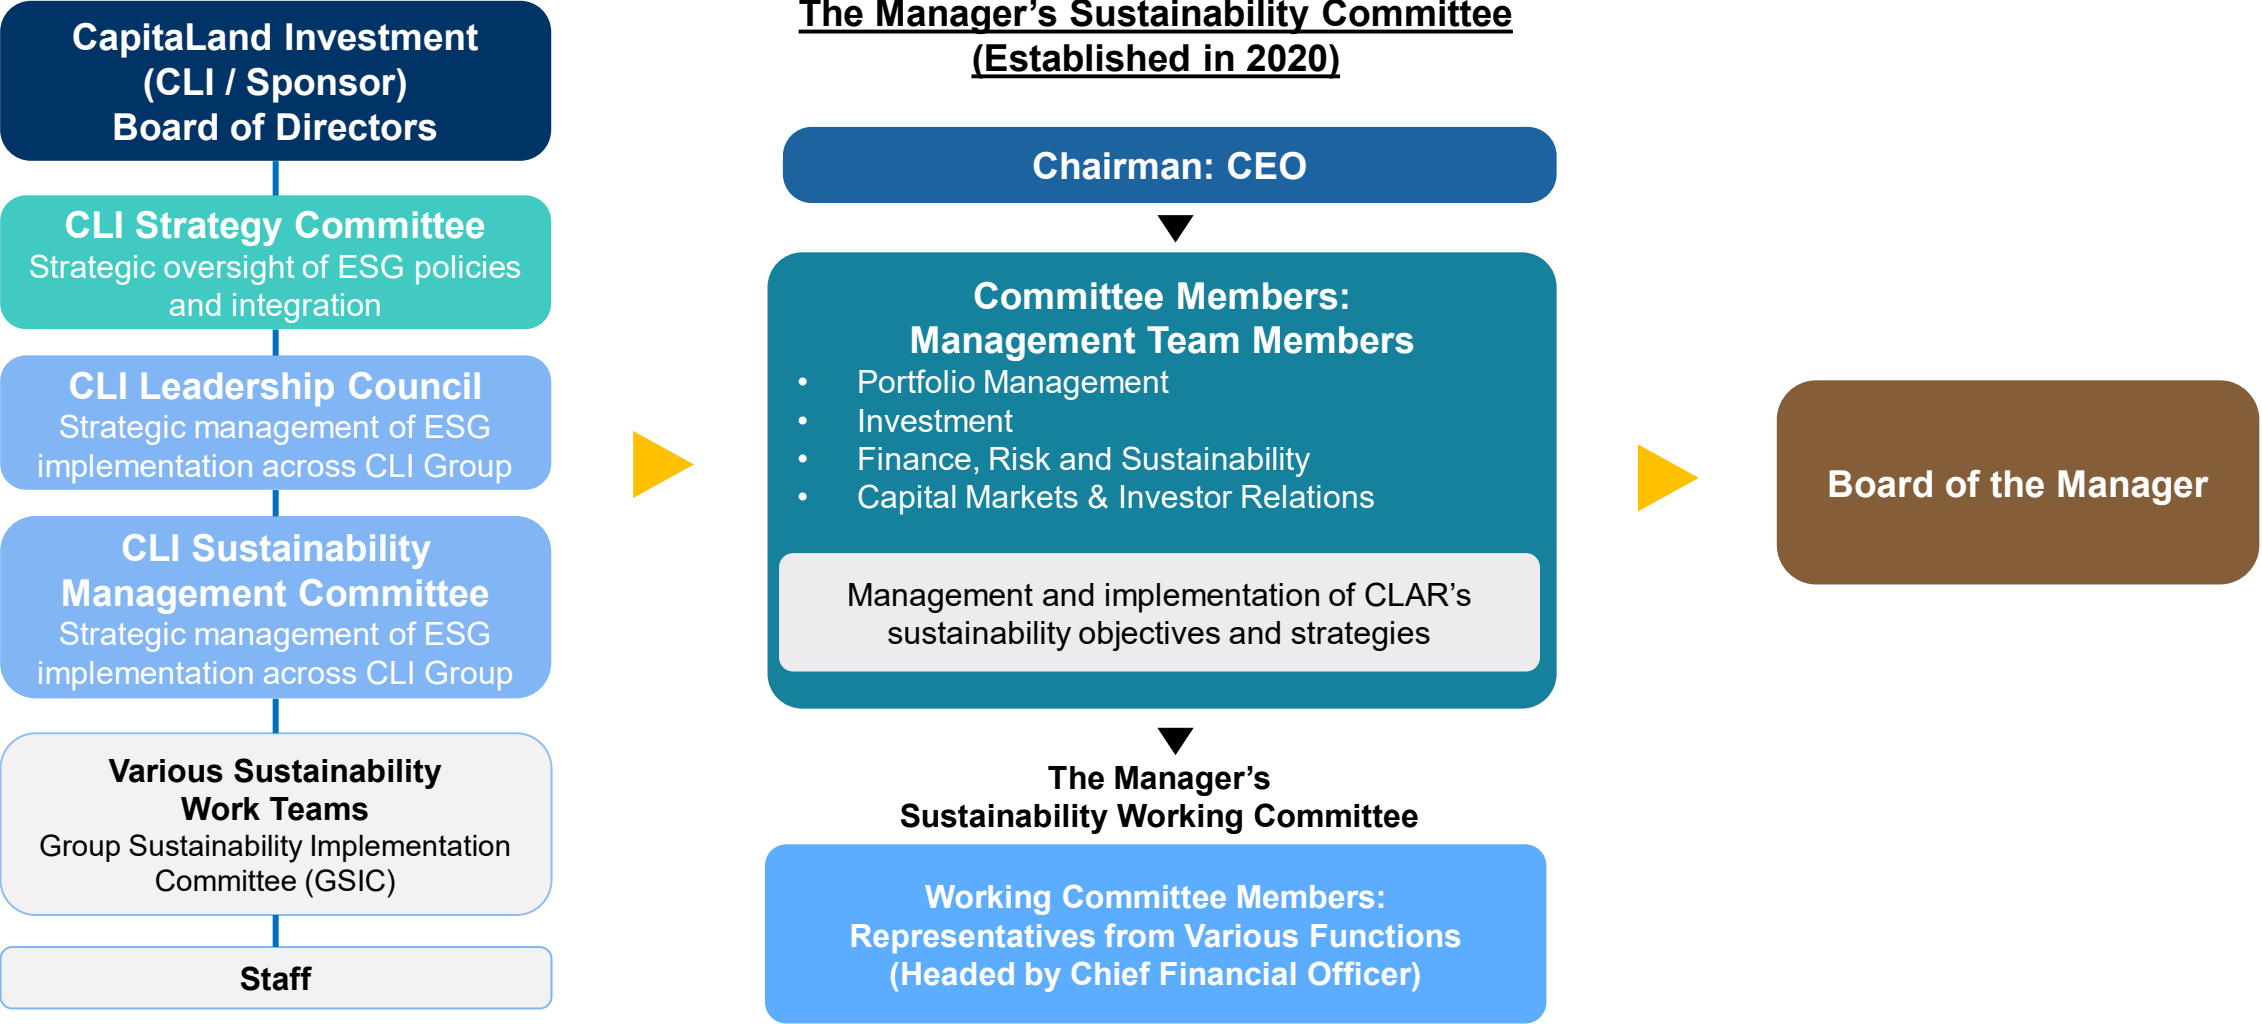 CapitaLand Investment
(CLI / Sponsor)
Board of Directors
CLI Strategy Committee
Strategic oversight of ESG policies
and integration
CLI Leadership Council
Strategic management of ESG
implementation across CLI Group
CLI Sustainability
Management Committee
Strategic management of ESG
implementation across CLI Group
Various Sustainability
Work Teams
Group Sustainability Implementation
Committee (GSIC)
Staff
The Manager’s Sustainability Committee
(Established in 2020)
Chairman: CEO
Committee Members:
Management Team Members
• Portfolio Management
• Investment
• Finance, Risk and Sustainability
• Capital Markets & Investor Relations
Management and implementation of CLAR’s
sustainability objectives and strategies
The Manager’s
Sustainability Working Committee
Working Committee Members:
Representatives from Various Functions
(Headed by Chief Financial Officer)
Board of the Manager